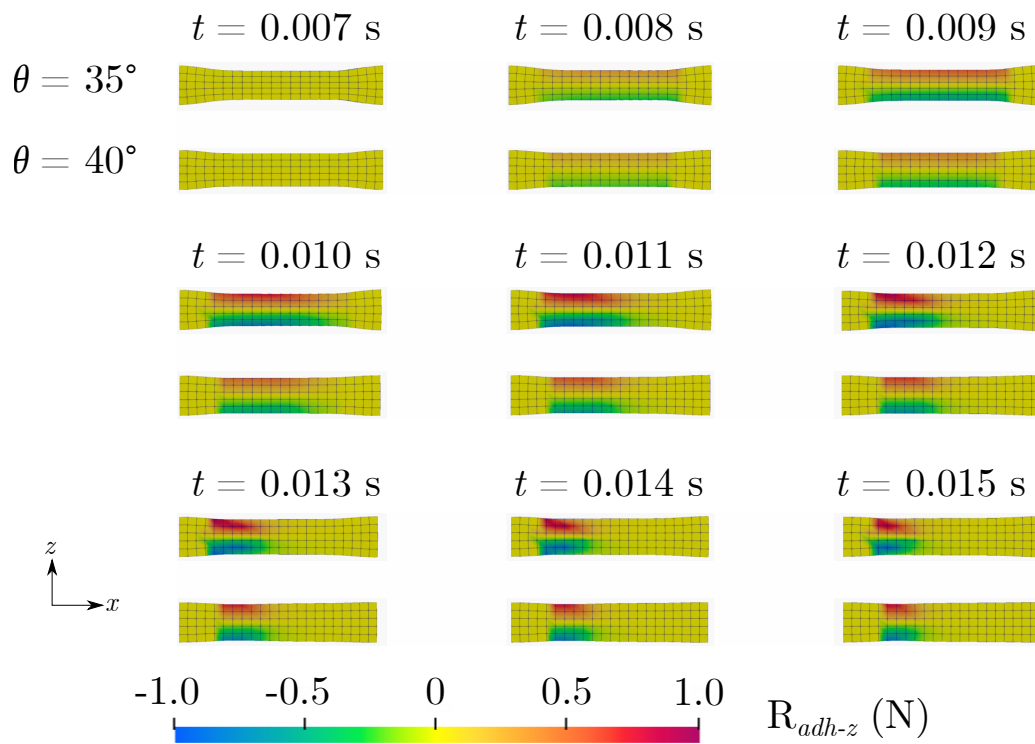 t = 0.007 s t = 0.008 s t = 0.009 s
θ = 35°
θ = 40°
t = 0.010 s t = 0.011 s t = 0.012 s
t = 0.013 s t = 0.014 s t = 0.015 s
z
x
-1.0 -0.5 0 0.5 1.0
R_adh-z (N)